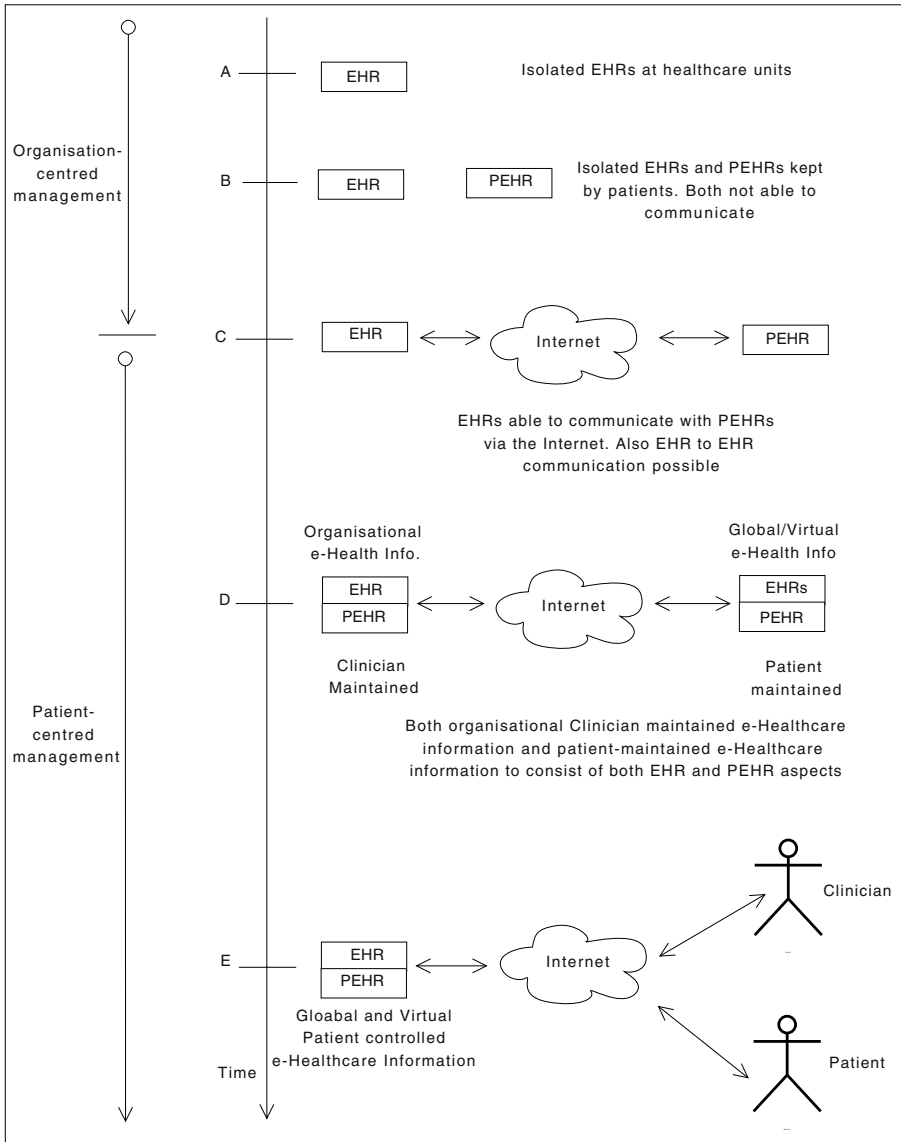 A
EHR
Isolated EHRs at healthcare units
Organisation-
centred
management
B
EHR
PEHR
Isolated EHRs and PEHRs kept
by patients. Both not able to
communicate
C
EHR
Internet
PEHR
EHRs able to communicate with PEHRs
via the Internet. Also EHR to EHR
communication possible
Organisational
e-Health Info.
Global/Virtual
e-Health Info
D
EHR
PEHR
Internet
EHRs
PEHR
Clinician
Maintained
Patient
maintained
Patient-
centred
management
Both organisational Clinician maintained e-Healthcare
information and patient-maintained e-Healthcare
information to consist of both EHR and PEHR aspects
Clinician
E
EHR
PEHR
Internet
Gloabal and Virtual
Patient controlled
e-Healthcare Information
Patient
Time